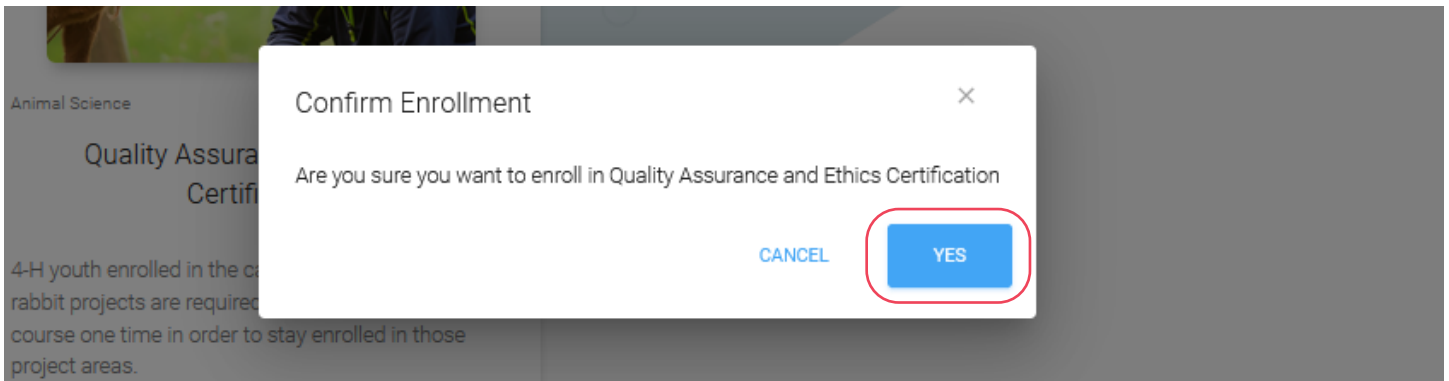 Animal Science
Quality Assura
Certifi
4-H youth enrolled in the ca
rabbit projects are required
course one time in order to stay enrolled in those
project areas.
Confirm Enrollment
×
Are you sure you want to enroll in Quality Assurance and Ethics Certification
CANCEL YES